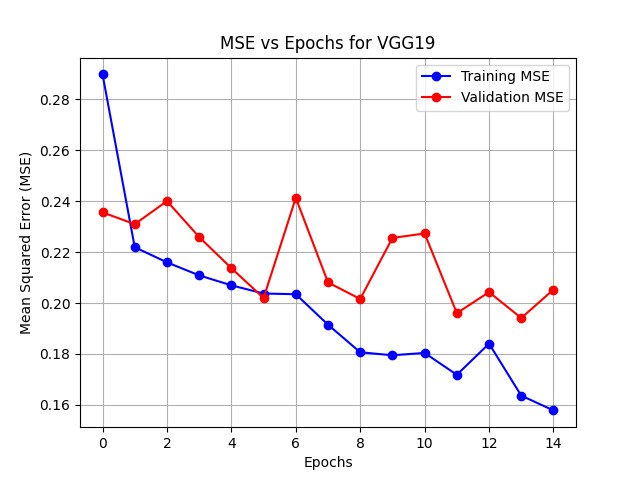 MSE vs Epochs for VGG19
Training MSE
Validation MSE
Mean Squared Error (MSE)
0.28
0.26
0.24
0.22
0.20
0.18
0.16
0 2 4 6 8 10 12 14
Epochs